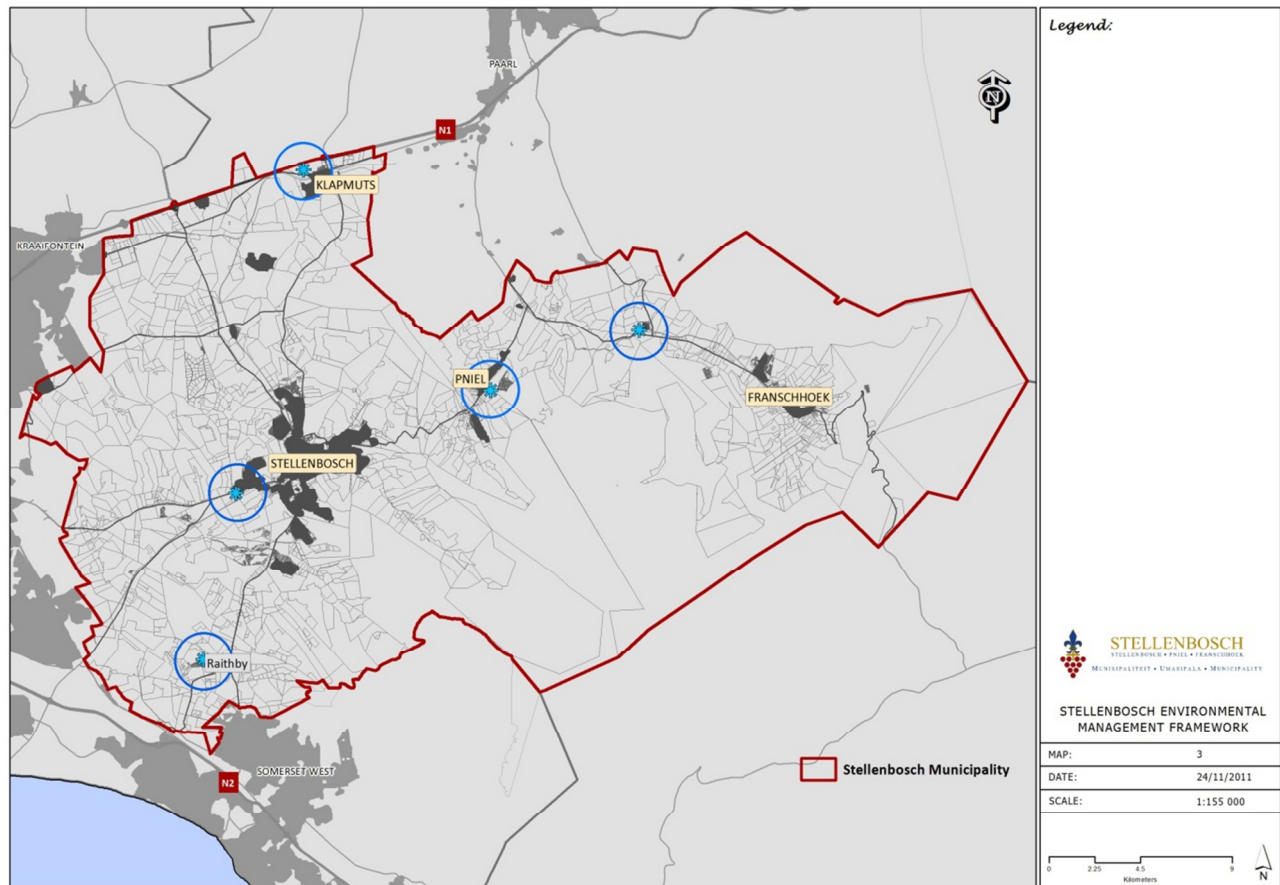 PAARL
N1
N
KLAPMUTS
KRAAIFONTEIN
PNIEL
FRANSCHHOEK
STELLENBOSCH
Raithby
SOMERSET WEST
N2
Stellenbosch Municipality
Legend:
STELLENBOSCH
STELLENBOSCH • PNIEL • FRANSCHHOEK
MUNISIPALITEIT • UMASIPALA • MUNICIPALITY
STELLENBOSCH ENVIRONMENTAL
MANAGEMENT FRAMEWORK
MAP: 3
DATE: 24/11/2011
SCALE: 1:155 000
0 2.25 4.5 9
Kilometers
N